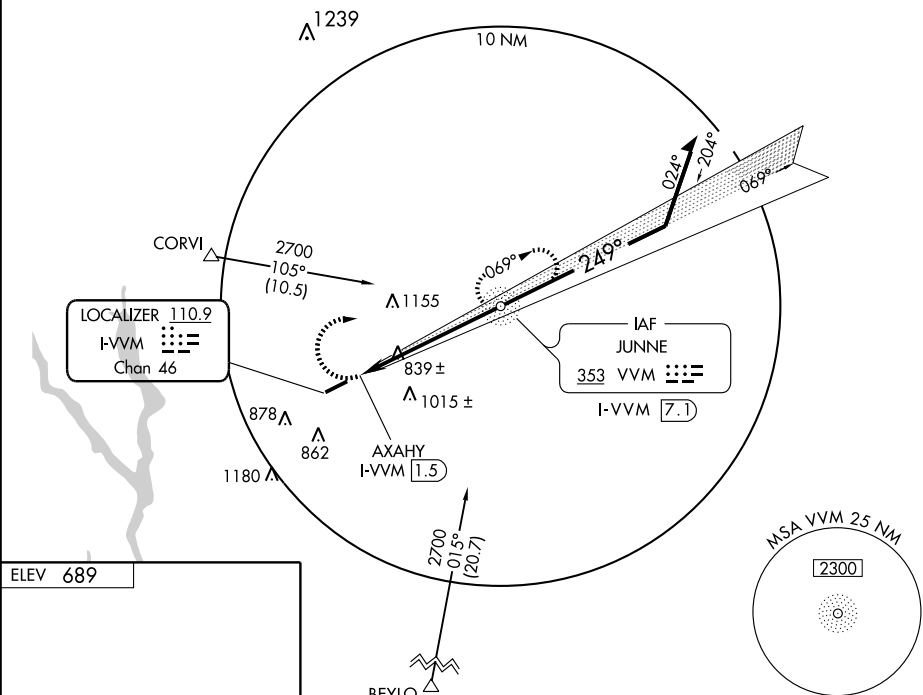 1239
10 NM
024°
204°
069°
CORVI
2700
105°
(10.5)
069°
249°
1155
LOCALIZER 110.9
I-VVM
Chan 46
IAF
JUNNE
353 VVM
I-VVM 7.1
839 ±
1015 ±
878
862
AXAHY
I-VVM 1.5
1180
2700
015°
(20.7)
MSA VVM 25 NM
2300
ELEV 689
BEYLO